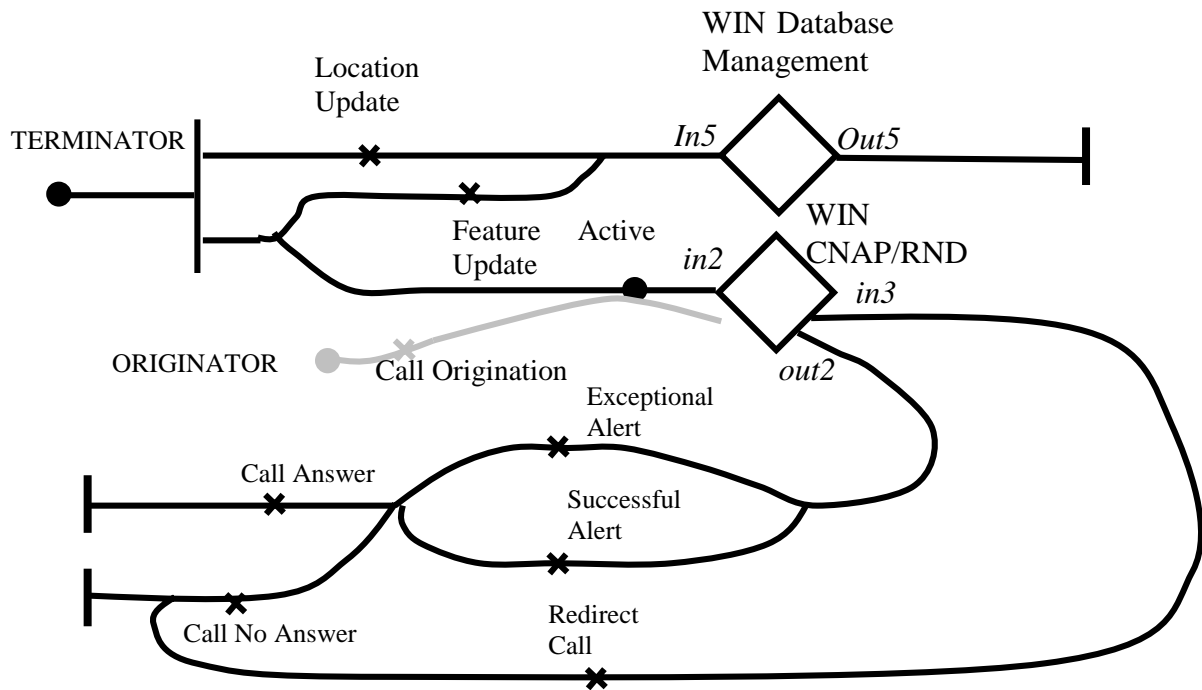 WIN Database
Management
Location
Update
TERMINATOR
In5
Out5
WIN
CNAP/RND
Feature
Update
Active
in2
in3
ORIGINATOR
Call Origination
out2
Exceptional
Alert
Call Answer
Successful
Alert
Redirect
Call
Call No Answer